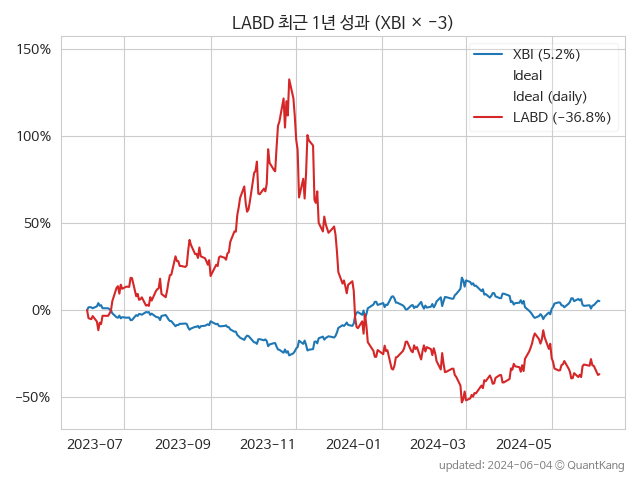 LABD 최근 1년 성과 (XBI × −3)
XBI (5.2%)
Ideal
Ideal (daily)
LABD (−36.8%)
150%
100%
50%
0%
−50%
2023−07
2023−09
2023−11
2024−01
2024−03
2024−05
updated: 2024-06-04 © QuantKang